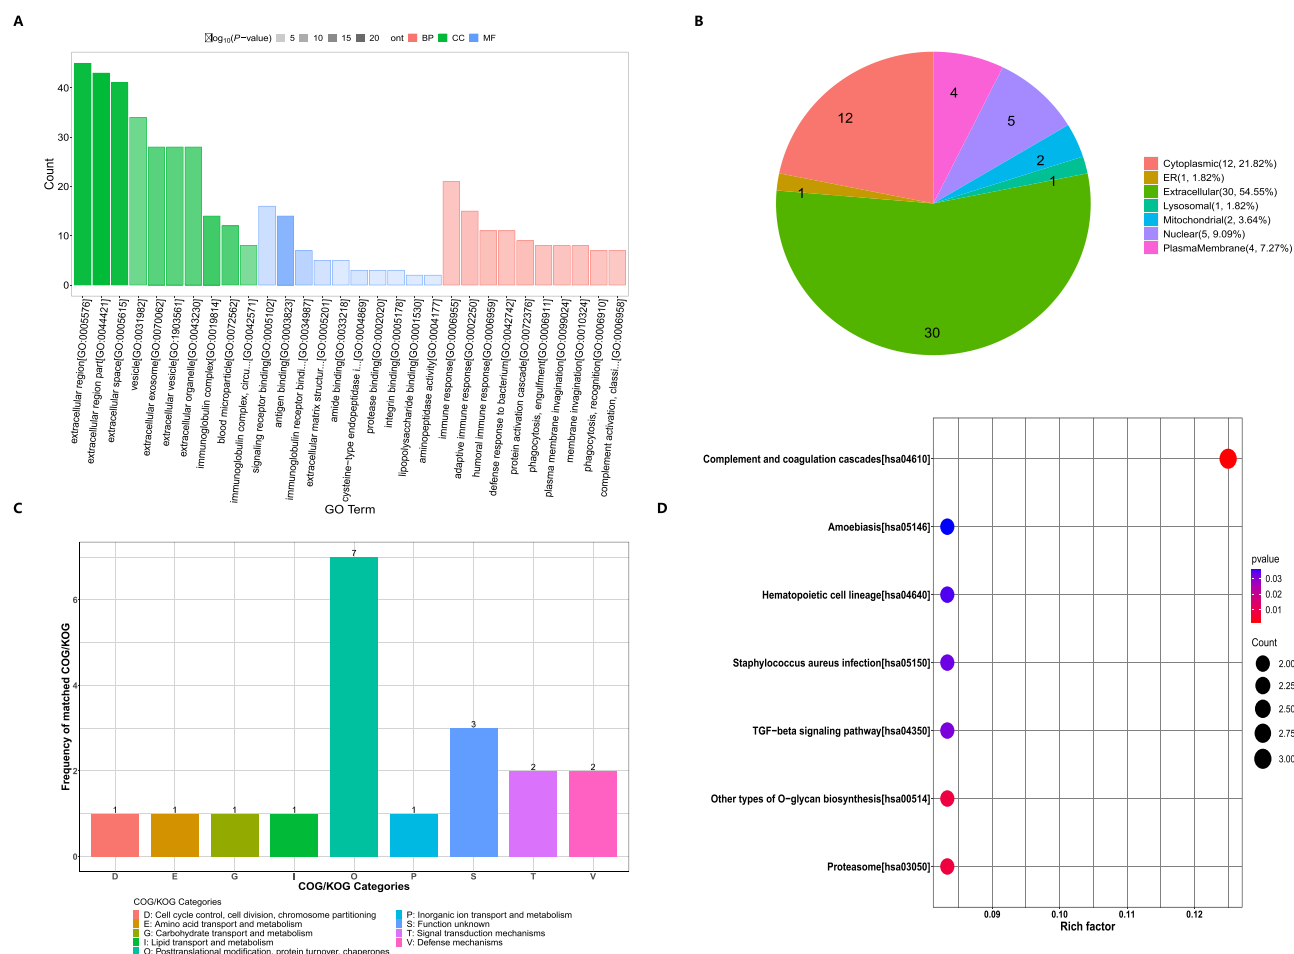 A
⊠log10(P−value) 5 10 15 20 ont BP CC MF
Count
40
30
20
10
0
extracellular region[GO:0005576]
extracellular region part[GO:0044421]
extracellular space[GO:0005615]
vesicle[GO:0031982]
extracellular exosome[GO:0070062]
extracellular vesicle[GO:1903561]
extracellular organelle[GO:0043230]
immunoglobulin complex[GO:0019814]
blood microparticle[GO:0072562]
immunoglobulin complex, circu...[GO:0042571]
signaling receptor binding[GO:0005102]
antigen binding[GO:0003823]
immunoglobulin receptor bindi...[GO:0034987]
extracellular matrix structur...[GO:0005201]
amide binding[GO:0033218]
cysteine−type endopeptidase i...[GO:0004869]
protease binding[GO:0002020]
integrin binding[GO:0005178]
lipopolysaccharide binding[GO:0001530]
aminopeptidase activity[GO:0004177]
immune response[GO:0006955]
adaptive immune response[GO:0002250]
humoral immune response[GO:0006959]
defense response to bacterium[GO:0042742]
protein activation cascade[GO:0072376]
phagocytosis, engulfment[GO:0006911]
plasma membrane invagination[GO:0099024]
membrane invagination[GO:0010324]
phagocytosis, recognition[GO:0006910]
complement activation, classi...[GO:0006958]
GO Term
B
4
5
2
1
30
1
12
Cytoplasmic(12, 21.82%)
ER(1, 1.82%)
Extracellular(30, 54.55%)
Lysosomal(1, 1.82%)
Mitochondrial(2, 3.64%)
Nuclear(5, 9.09%)
PlasmaMembrane(4, 7.27%)
C
Frequency of matched COG/KOG
6
4
2
0
1 1 1 1 7 1 3 2 2
D E G I O P S T V
COG/KOG Categories
COG/KOG Categories
D: Cell cycle control, cell division, chromosome partitioning
E: Amino acid transport and metabolism
G: Carbohydrate transport and metabolism
I: Lipid transport and metabolism
O: Posttranslational modification, protein turnover, chaperones
P: Inorganic ion transport and metabolism
S: Function unknown
T: Signal transduction mechanisms
V: Defense mechanisms
D
Complement and coagulation cascades[hsa04610]
Amoebiasis[hsa05146]
Hematopoietic cell lineage[hsa04640]
Staphylococcus aureus infection[hsa05150]
TGF−beta signaling pathway[hsa04350]
Other types of O−glycan biosynthesis[hsa00514]
Proteasome[hsa03050]
0.09 0.10 0.11 0.12
Rich factor
pvalue
0.03
0.02
0.01
Count
2.00
2.25
2.50
2.75
3.00